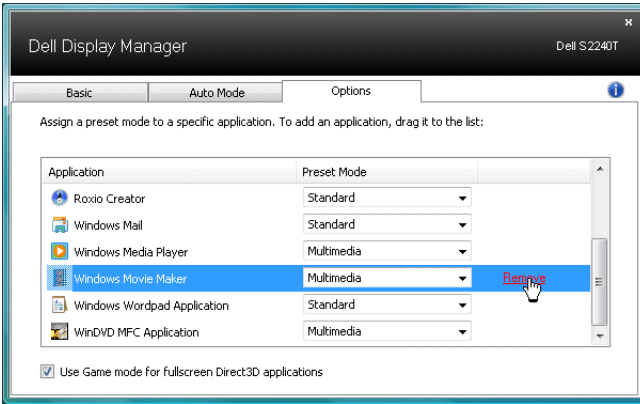 Dell Display Manager
Dell S2240T
Basic
Auto Mode
Options
Assign a preset mode to a specific application. To add an application, drag it to the list:
Application Preset Mode
Roxio Creator Standard
Windows Mail Standard
Windows Media Player Multimedia
Windows Movie Maker Multimedia Remove
Windows Wordpad Application Standard
WinDVD MFC Application Multimedia
Use Game mode for fullscreen Direct3D applications